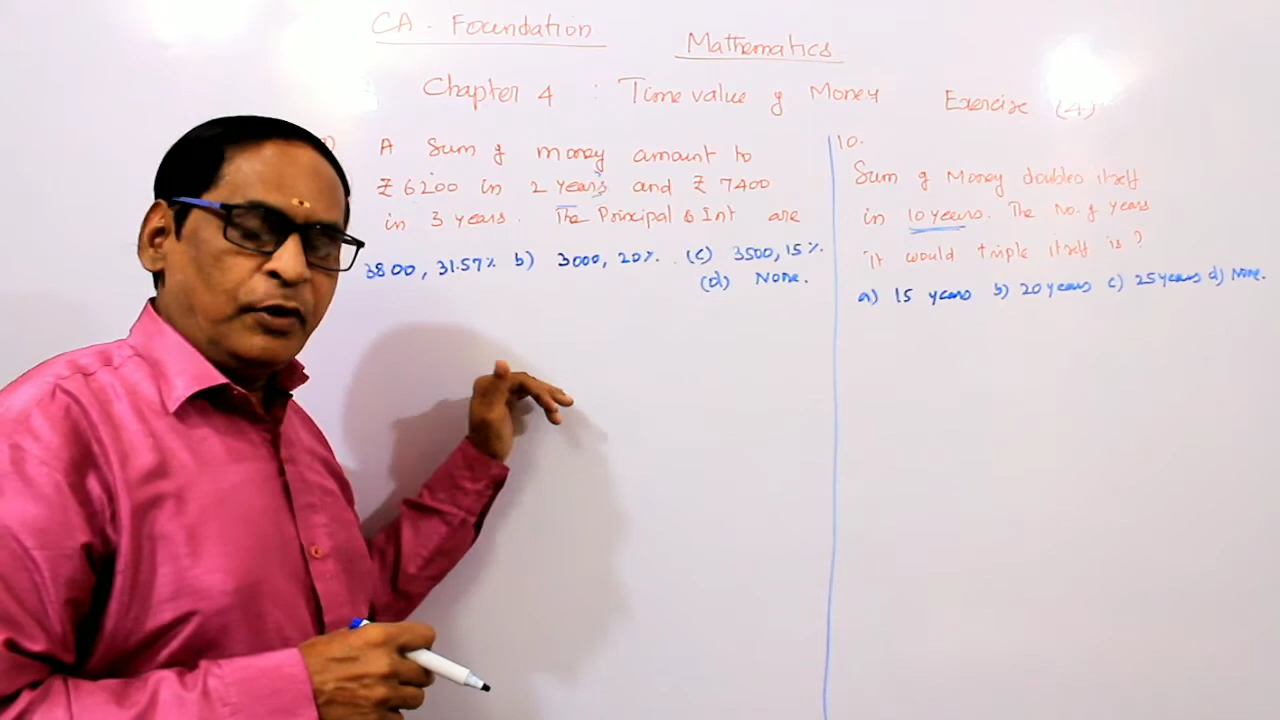 CA. Foundation
Mathematics
Chapter 4 : Time value of Money Exercise (4)
A Sum of money amount to
₹ 6200 in 2 years and ₹ 7400
in 3 years. The Principal & Int are
3800, 31.57% b) 3000, 20%. (c) 3500, 15%.
(d) None.
10.
Sum of Money doubles itself
in 10 years. The No. of years
it would triple itself is?
a) 15 years b) 20 years c) 25 years d) None.